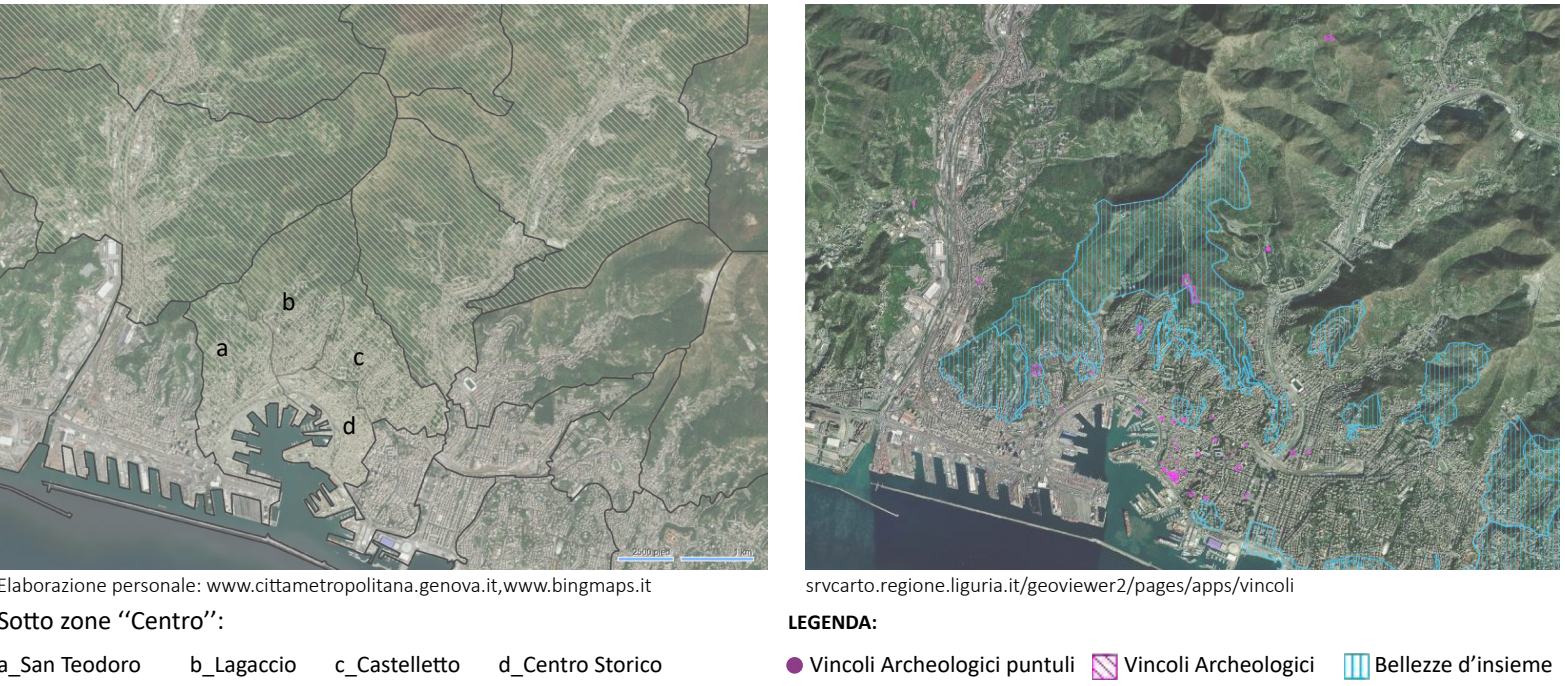 b
a
c
d
2500 pied
1 km
Elaborazione personale: www.cittametropolitana.genova.it,www.bingmaps.it
srvcarto.regione.liguria.it/geoviewer2/pages/apps/vincoli
Sotto zone ‘‘Centro’’:
a_San Teodoro b_Lagaccio c_Castelletto d_Centro Storico
LEGENDA:
Vincoli Archeologici puntuli Vincoli Archeologici Bellezze d’insieme